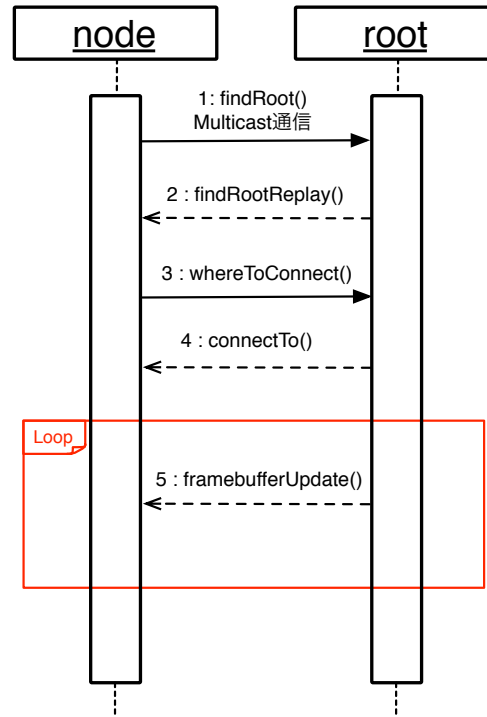 node
root
1: findRoot()
Multicast通信
2 : findRootReplay()
3 : whereToConnect()
4 : connectTo()
Loop
5 : framebufferUpdate()